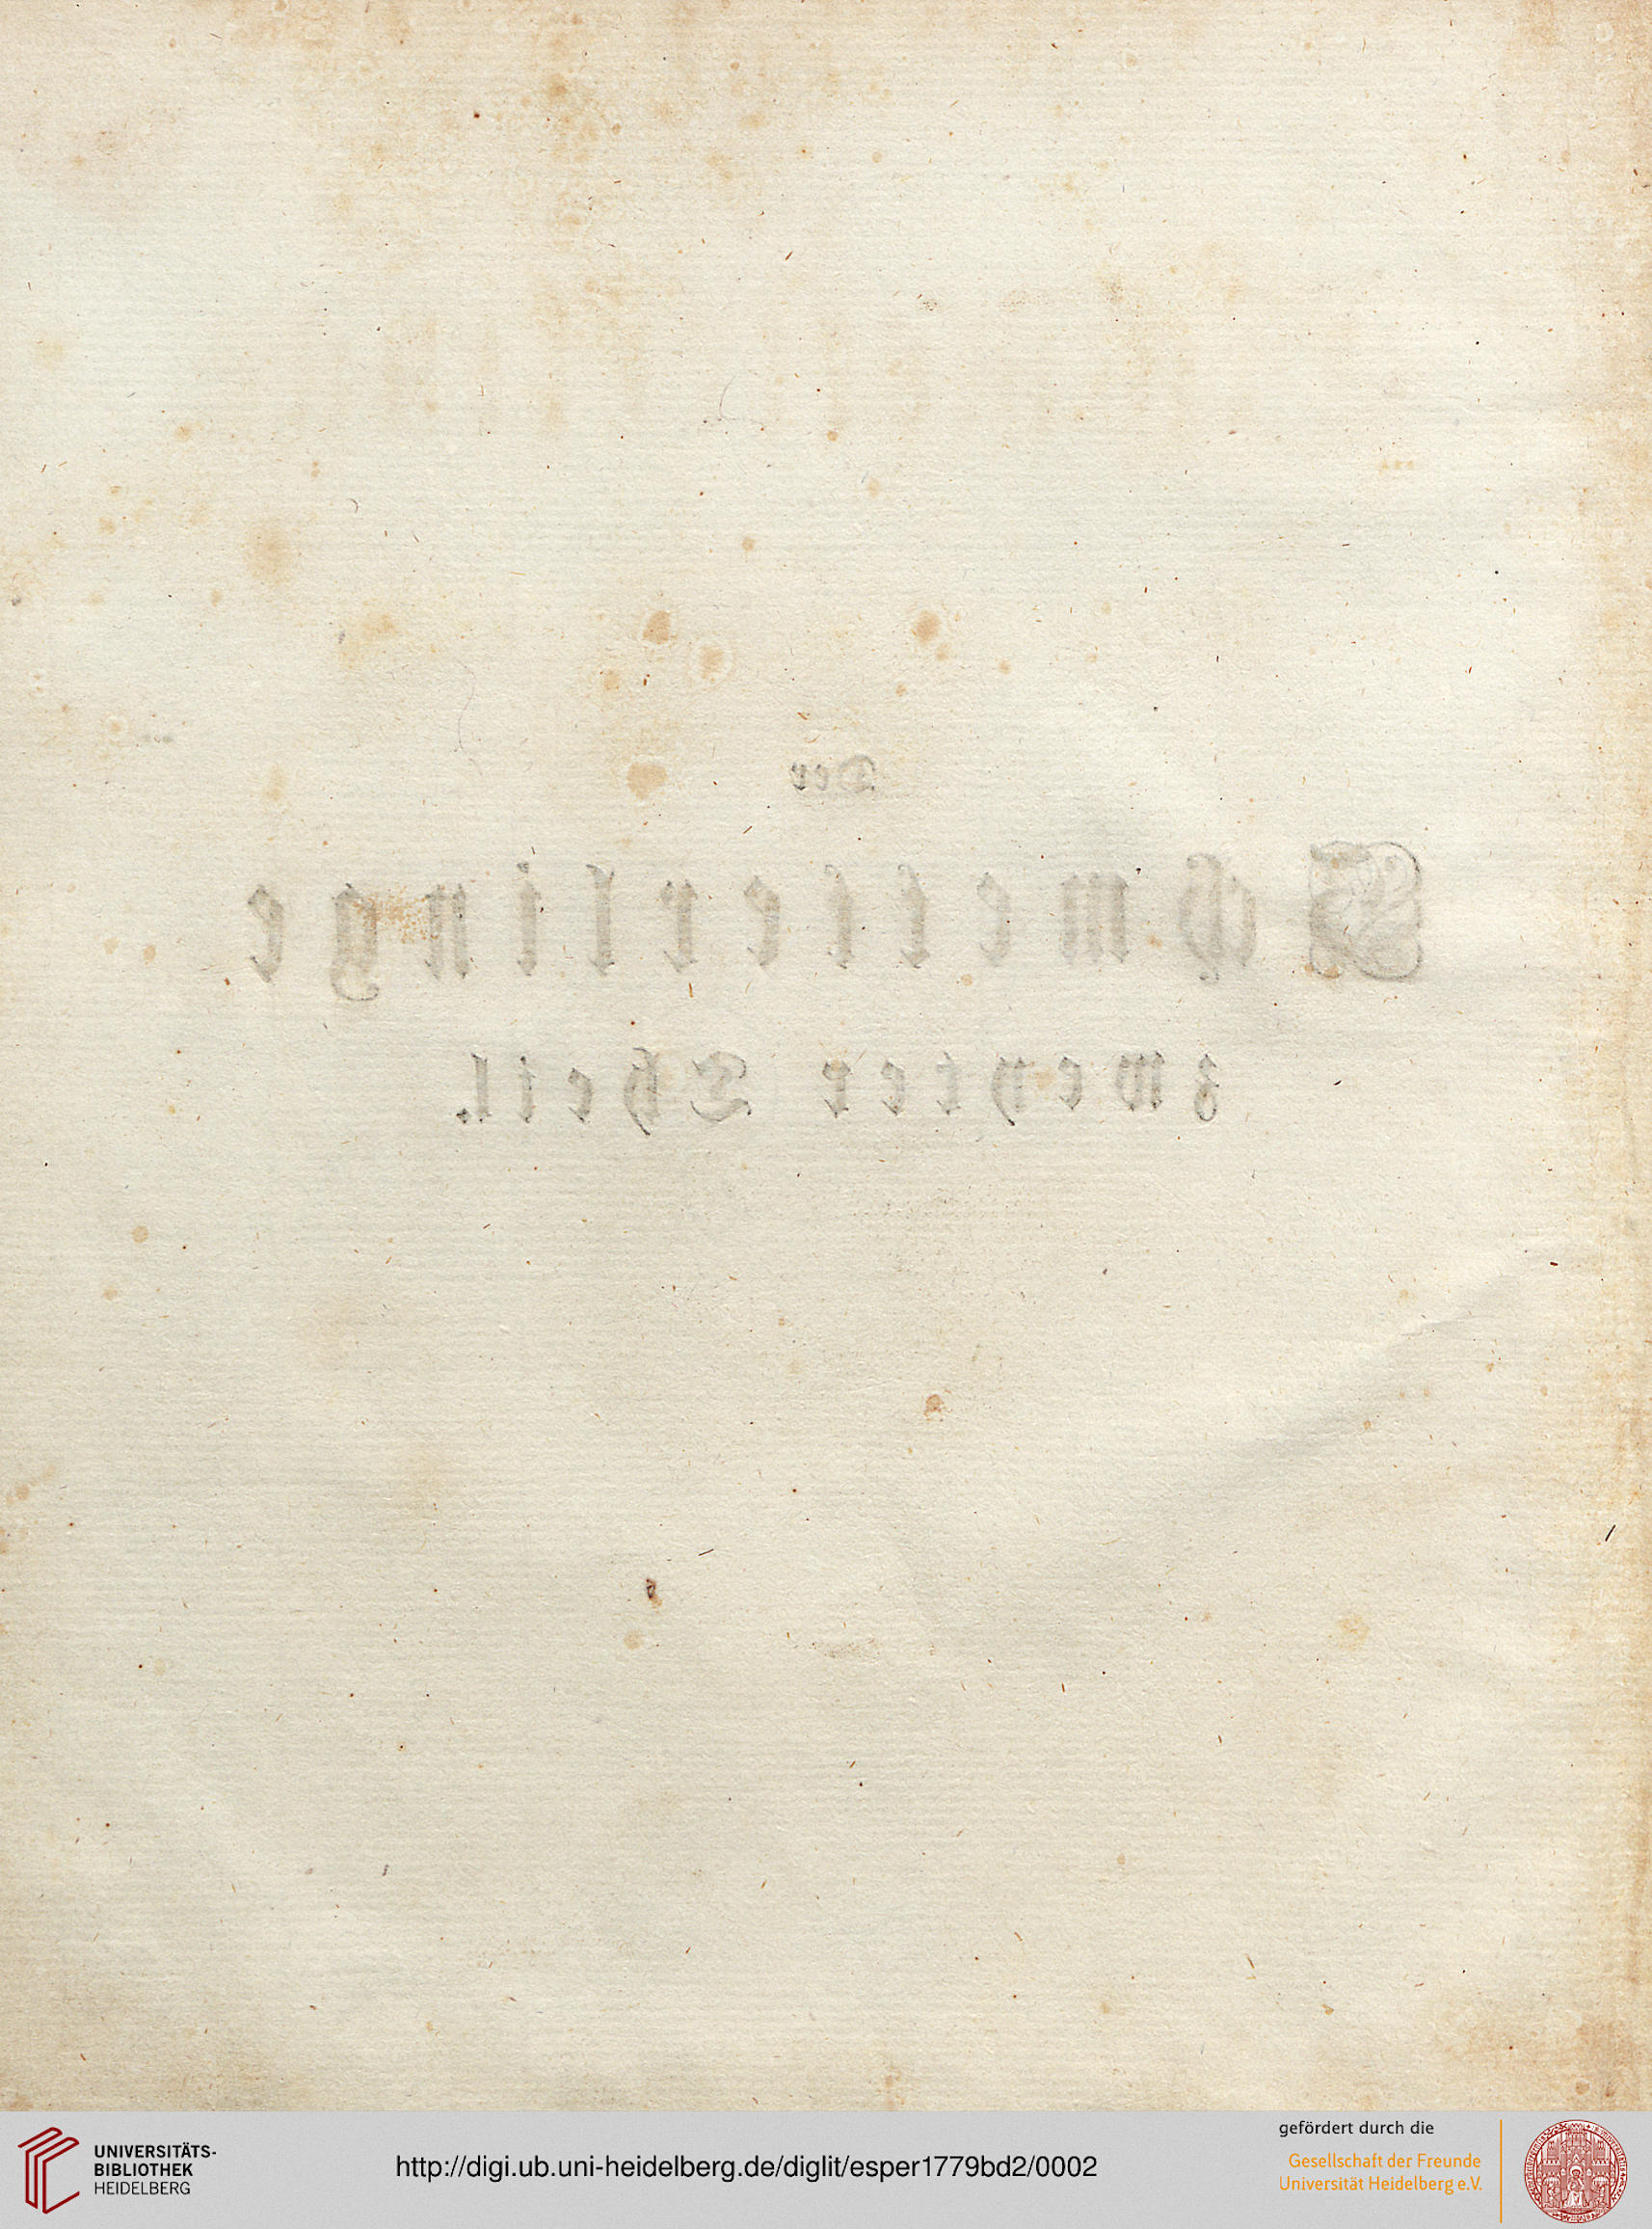 Der
Schmetterlinge
zweyter Theil.
UNIVERSITÄTS-
BIBLIOTHEK
HEIDELBERG
http://digi.ub.uni-heidelberg.de/diglit/esper1779bd2/0002
gefördert durch die
Gesellschaft der Freunde
Universität Heidelberg e.V.